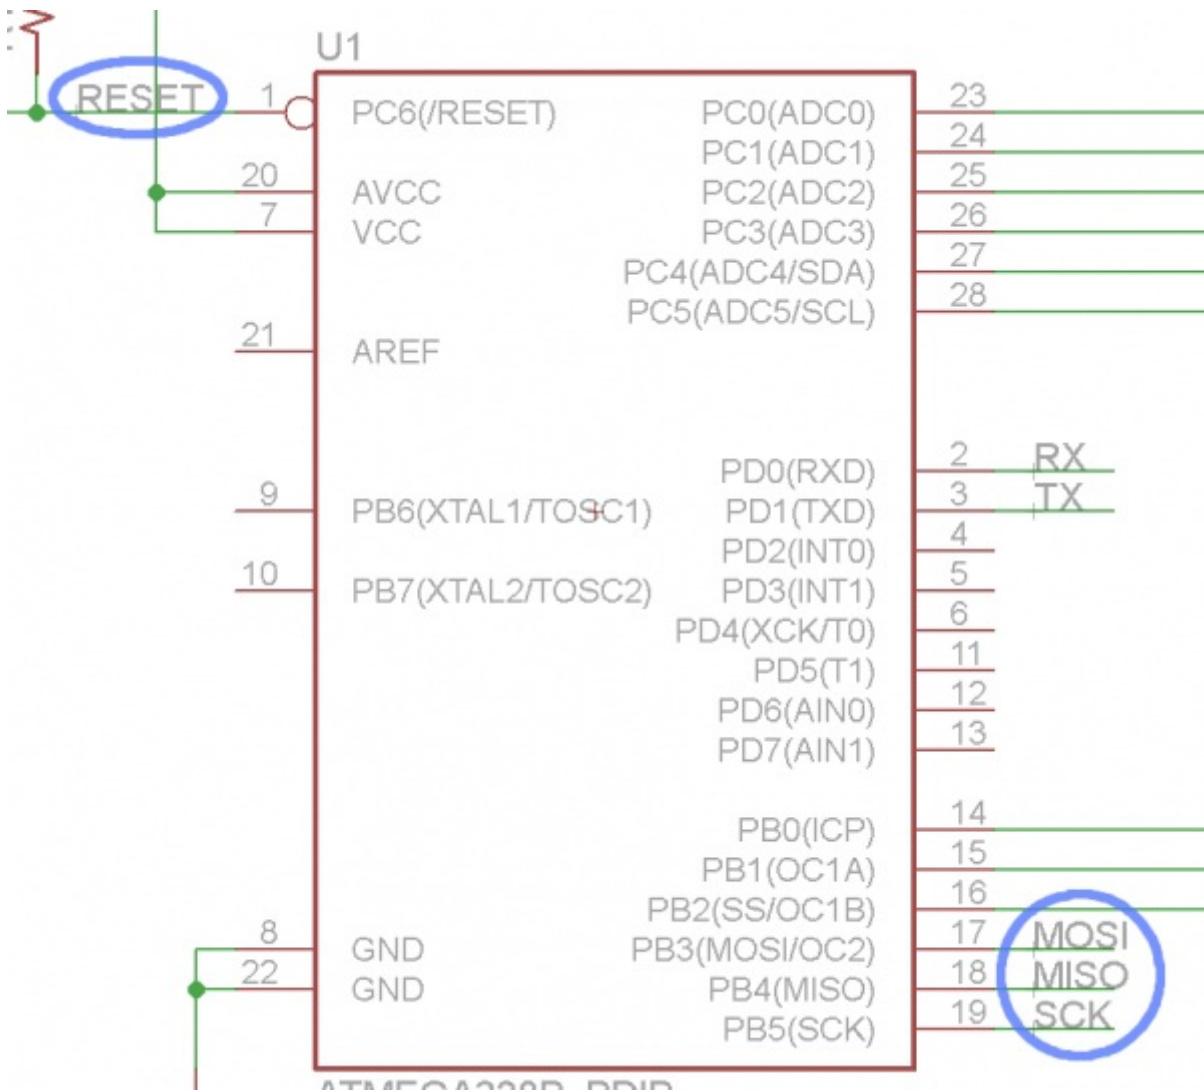 U1
RESET
1
PC6(/RESET)
20
AVCC
7
VCC
21
AREF
9
PB6(XTAL1/TOSC1)
10
PB7(XTAL2/TOSC2)
8
GND
22
GND
PC0(ADC0)
23
PC1(ADC1)
24
PC2(ADC2)
25
PC3(ADC3)
26
PC4(ADC4/SDA)
27
PC5(ADC5/SCL)
28
PD0(RXD)
2
RX
PD1(TXD)
3
TX
PD2(INT0)
4
PD3(INT1)
5
PD4(XCK/T0)
6
PD5(T1)
11
PD6(AIN0)
12
PD7(AIN1)
13
PB0(ICP)
14
PB1(OC1A)
15
PB2(SS/OC1B)
16
PB3(MOSI/OC2)
17
MOSI
PB4(MISO)
18
MISO
PB5(SCK)
19
SCK